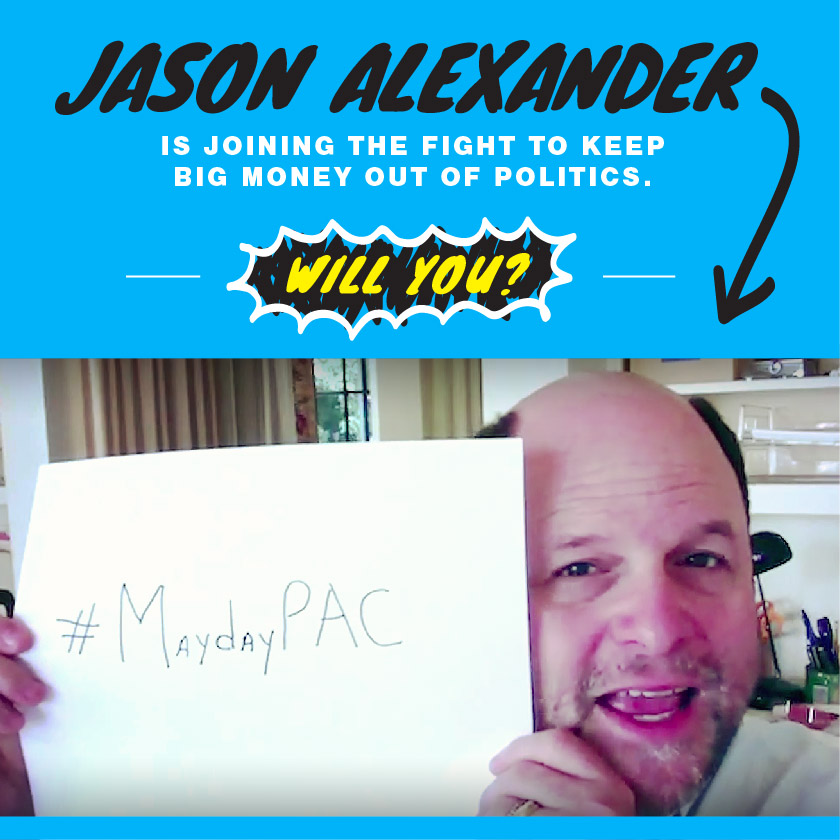 JASON ALEXANDER
IS JOINING THE FIGHT TO KEEP
BIG MONEY OUT OF POLITICS.
WILL YOU?
#MaydayPAC